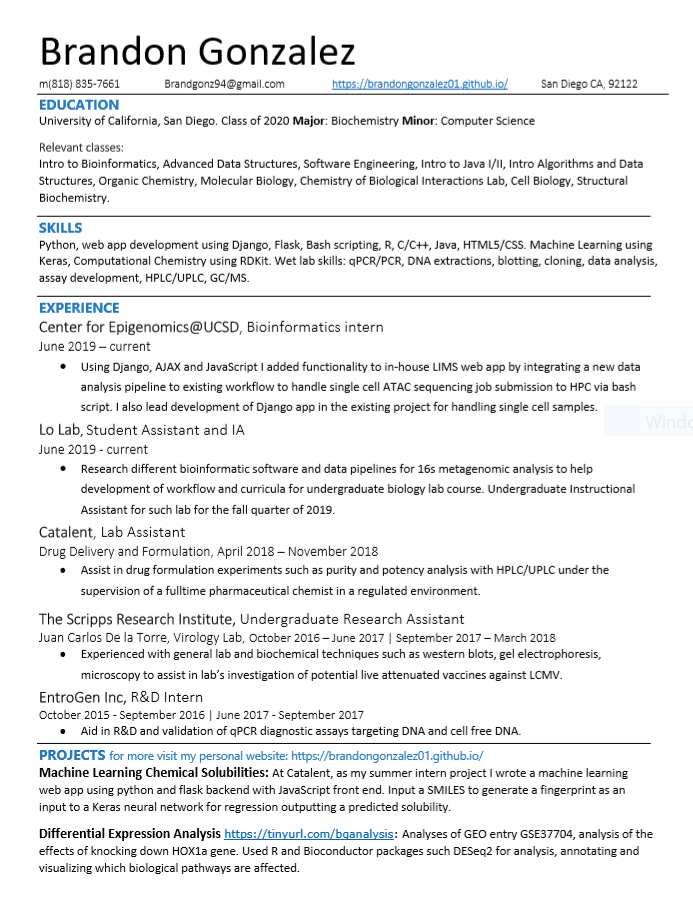 Brandon Gonzalez
m(818) 835-7661 Brandgonz94@gmail.com https://brandongonzalez01.github.io/ San Diego CA, 92122
EDUCATION
University of California, San Diego. Class of 2020 Major: Biochemistry Minor: Computer Science
Relevant classes:
Intro to Bioinformatics, Advanced Data Structures, Software Engineering, Intro to Java I/II, Intro Algorithms and Data
Structures, Organic Chemistry, Molecular Biology, Chemistry of Biological Interactions Lab, Cell Biology, Structural
Biochemistry.
SKILLS
Python, web app development using Django, Flask, Bash scripting, R, C/C++, Java, HTML5/CSS. Machine Learning using
Keras, Computational Chemistry using RDKit. Wet lab skills: qPCR/PCR, DNA extractions, blotting, cloning, data analysis,
assay development, HPLC/UPLC, GC/MS.
EXPERIENCE
Center for Epigenomics@UCSD, Bioinformatics intern
June 2019 – current
• Using Django, AJAX and JavaScript I added functionality to in-house LIMS web app by integrating a new data
analysis pipeline to existing workflow to handle single cell ATAC sequencing job submission to HPC via bash
script. I also lead development of Django app in the existing project for handling single cell samples.
Windo
Lo Lab, Student Assistant and IA
June 2019 - current
• Research different bioinformatic software and data pipelines for 16s metagenomic analysis to help
development of workflow and curricula for undergraduate biology lab course. Undergraduate Instructional
Assistant for such lab for the fall quarter of 2019.
Catalent, Lab Assistant
Drug Delivery and Formulation, April 2018 – November 2018
• Assist in drug formulation experiments such as purity and potency analysis with HPLC/UPLC under the
supervision of a fulltime pharmaceutical chemist in a regulated environment.
The Scripps Research Institute, Undergraduate Research Assistant
Juan Carlos De la Torre, Virology Lab, October 2016 – June 2017 | September 2017 – March 2018
• Experienced with general lab and biochemical techniques such as western blots, gel electrophoresis,
microscopy to assist in lab's investigation of potential live attenuated vaccines against LCMV.
EntroGen Inc, R&D Intern
October 2015 - September 2016 | June 2017 - September 2017
• Aid in R&D and validation of qPCR diagnostic assays targeting DNA and cell free DNA.
PROJECTS for more visit my personal website: https://brandongonzalez01.github.io/
Machine Learning Chemical Solubilities: At Catalent, as my summer intern project I wrote a machine learning
web app using python and flask backend with JavaScript front end. Input a SMILES to generate a fingerprint as an
input to a Keras neural network for regression outputting a predicted solubility.
Differential Expression Analysis https://tinyurl.com/bganalysis: Analyses of GEO entry GSE37704, analysis of the
effects of knocking down HOX1a gene. Used R and Bioconductor packages such DESeq2 for analysis, annotating and
visualizing which biological pathways are affected.